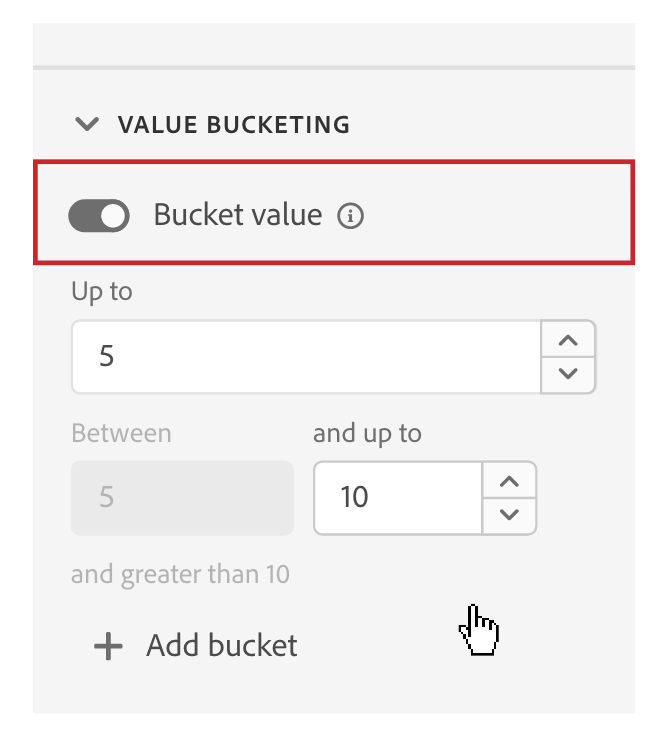 VALUE BUCKETING
Bucket value
Up to
5
Between and up to
5 10
and greater than 10
Add bucket